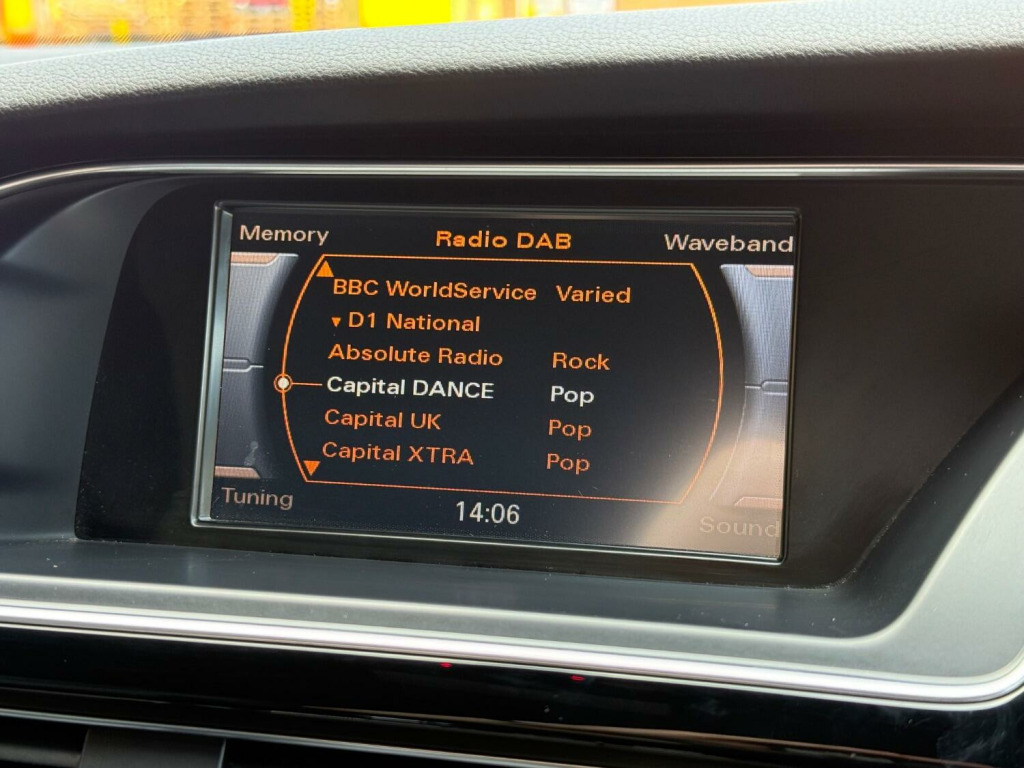 Memory Radio DAB Waveband
BBC WorldService Varied
▾ D1 National
Absolute Radio Rock
Capital DANCE Pop
Capital UK Pop
Capital XTRA Pop
Tuning 14:06 Sound